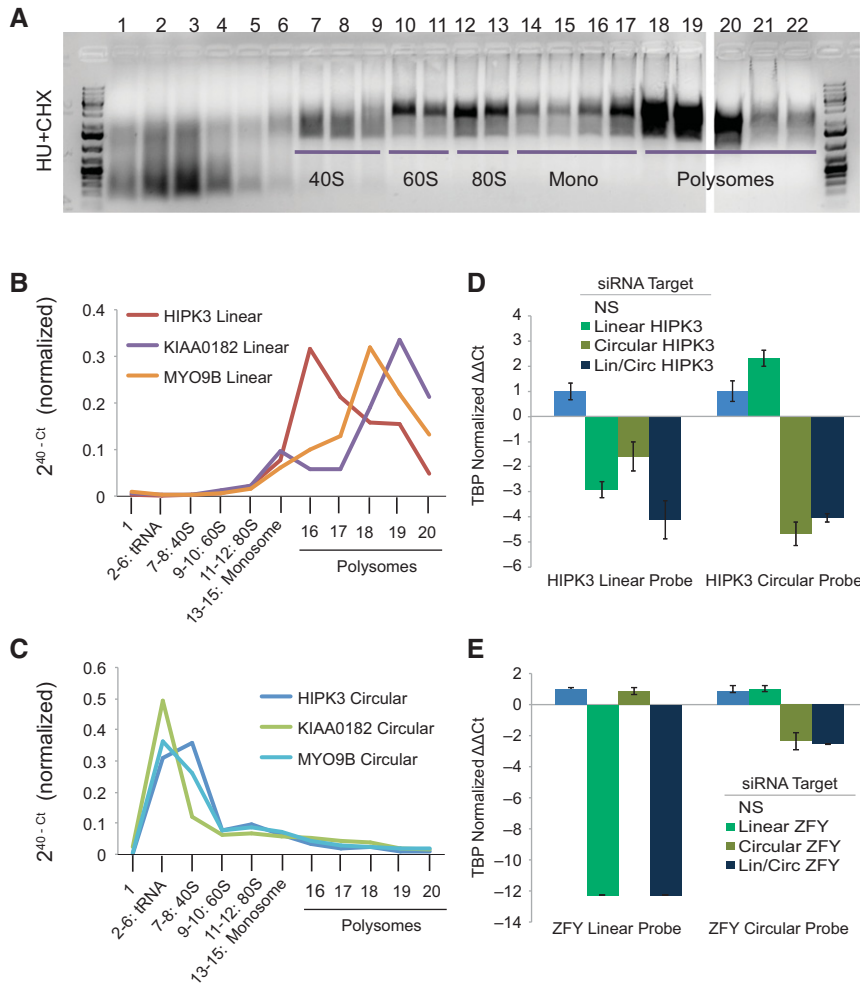 A
1 2 3 4 5 6 7 8 9 10 11 12 13 14 15 16 17 18 19 20 21 22
HU+CHX
40S 60S 80S Mono Polysomes
B
2^40 - Ct (normalized)
0.4
0.3
0.2
0.1
0
HIPK3 Linear
KIAA0182 Linear
MYO9B Linear
1
2-6: tRNA
7-8: 40S
9-10: 60S
11-12: 80S
13-15: Monosome
16 17 18 19 20
Polysomes
D
TBP Normalized ΔΔCt
siRNA Target
NS
Linear HIPK3
Circular HIPK3
Lin/Circ HIPK3
4
3
2
1
0
–1
–2
–3
–4
–5
–6
HIPK3 Linear Probe HIPK3 Circular Probe
C
2^40 - Ct (normalized)
0.6
0.5
0.4
0.3
0.2
0.1
0
HIPK3 Circular
KIAA0182 Circular
MYO9B Circular
1
2-6: tRNA
7-8: 40S
9-10: 60S
11-12: 80S
13-15: Monosome
16 17 18 19 20
Polysomes
E
TBP Normalized ΔΔCt
2
0
–2
–4
–6
–8
–10
–12
–14
siRNA Target
NS
Linear ZFY
Circular ZFY
Lin/Circ ZFY
ZFY Linear Probe ZFY Circular Probe